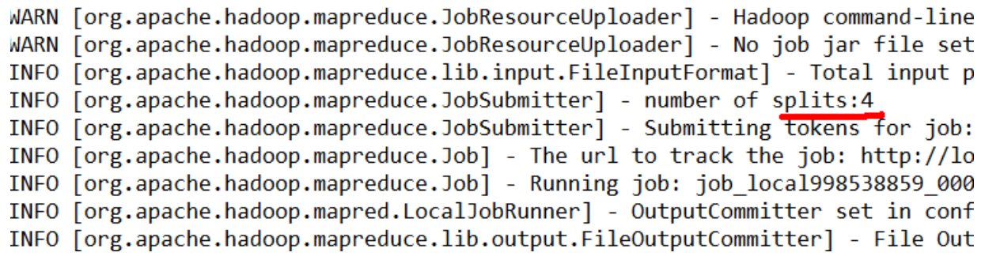 WARN [org.apache.hadoop.mapreduce.JobResourceUploader] - Hadoop command-line
WARN [org.apache.hadoop.mapreduce.JobResourceUploader] - No job jar file set
INFO [org.apache.hadoop.mapreduce.lib.input.FileInputFormat] - Total input p
INFO [org.apache.hadoop.mapreduce.JobSubmitter] - number of splits:4
INFO [org.apache.hadoop.mapreduce.JobSubmitter] - Submitting tokens for job:
INFO [org.apache.hadoop.mapreduce.Job] - The url to track the job: http://lo
INFO [org.apache.hadoop.mapreduce.Job] - Running job: job_local998538859_000
INFO [org.apache.hadoop.mapred.LocalJobRunner] - OutputCommitter set in conf
INFO [org.apache.hadoop.mapreduce.lib.output.FileOutputCommitter] - File Out